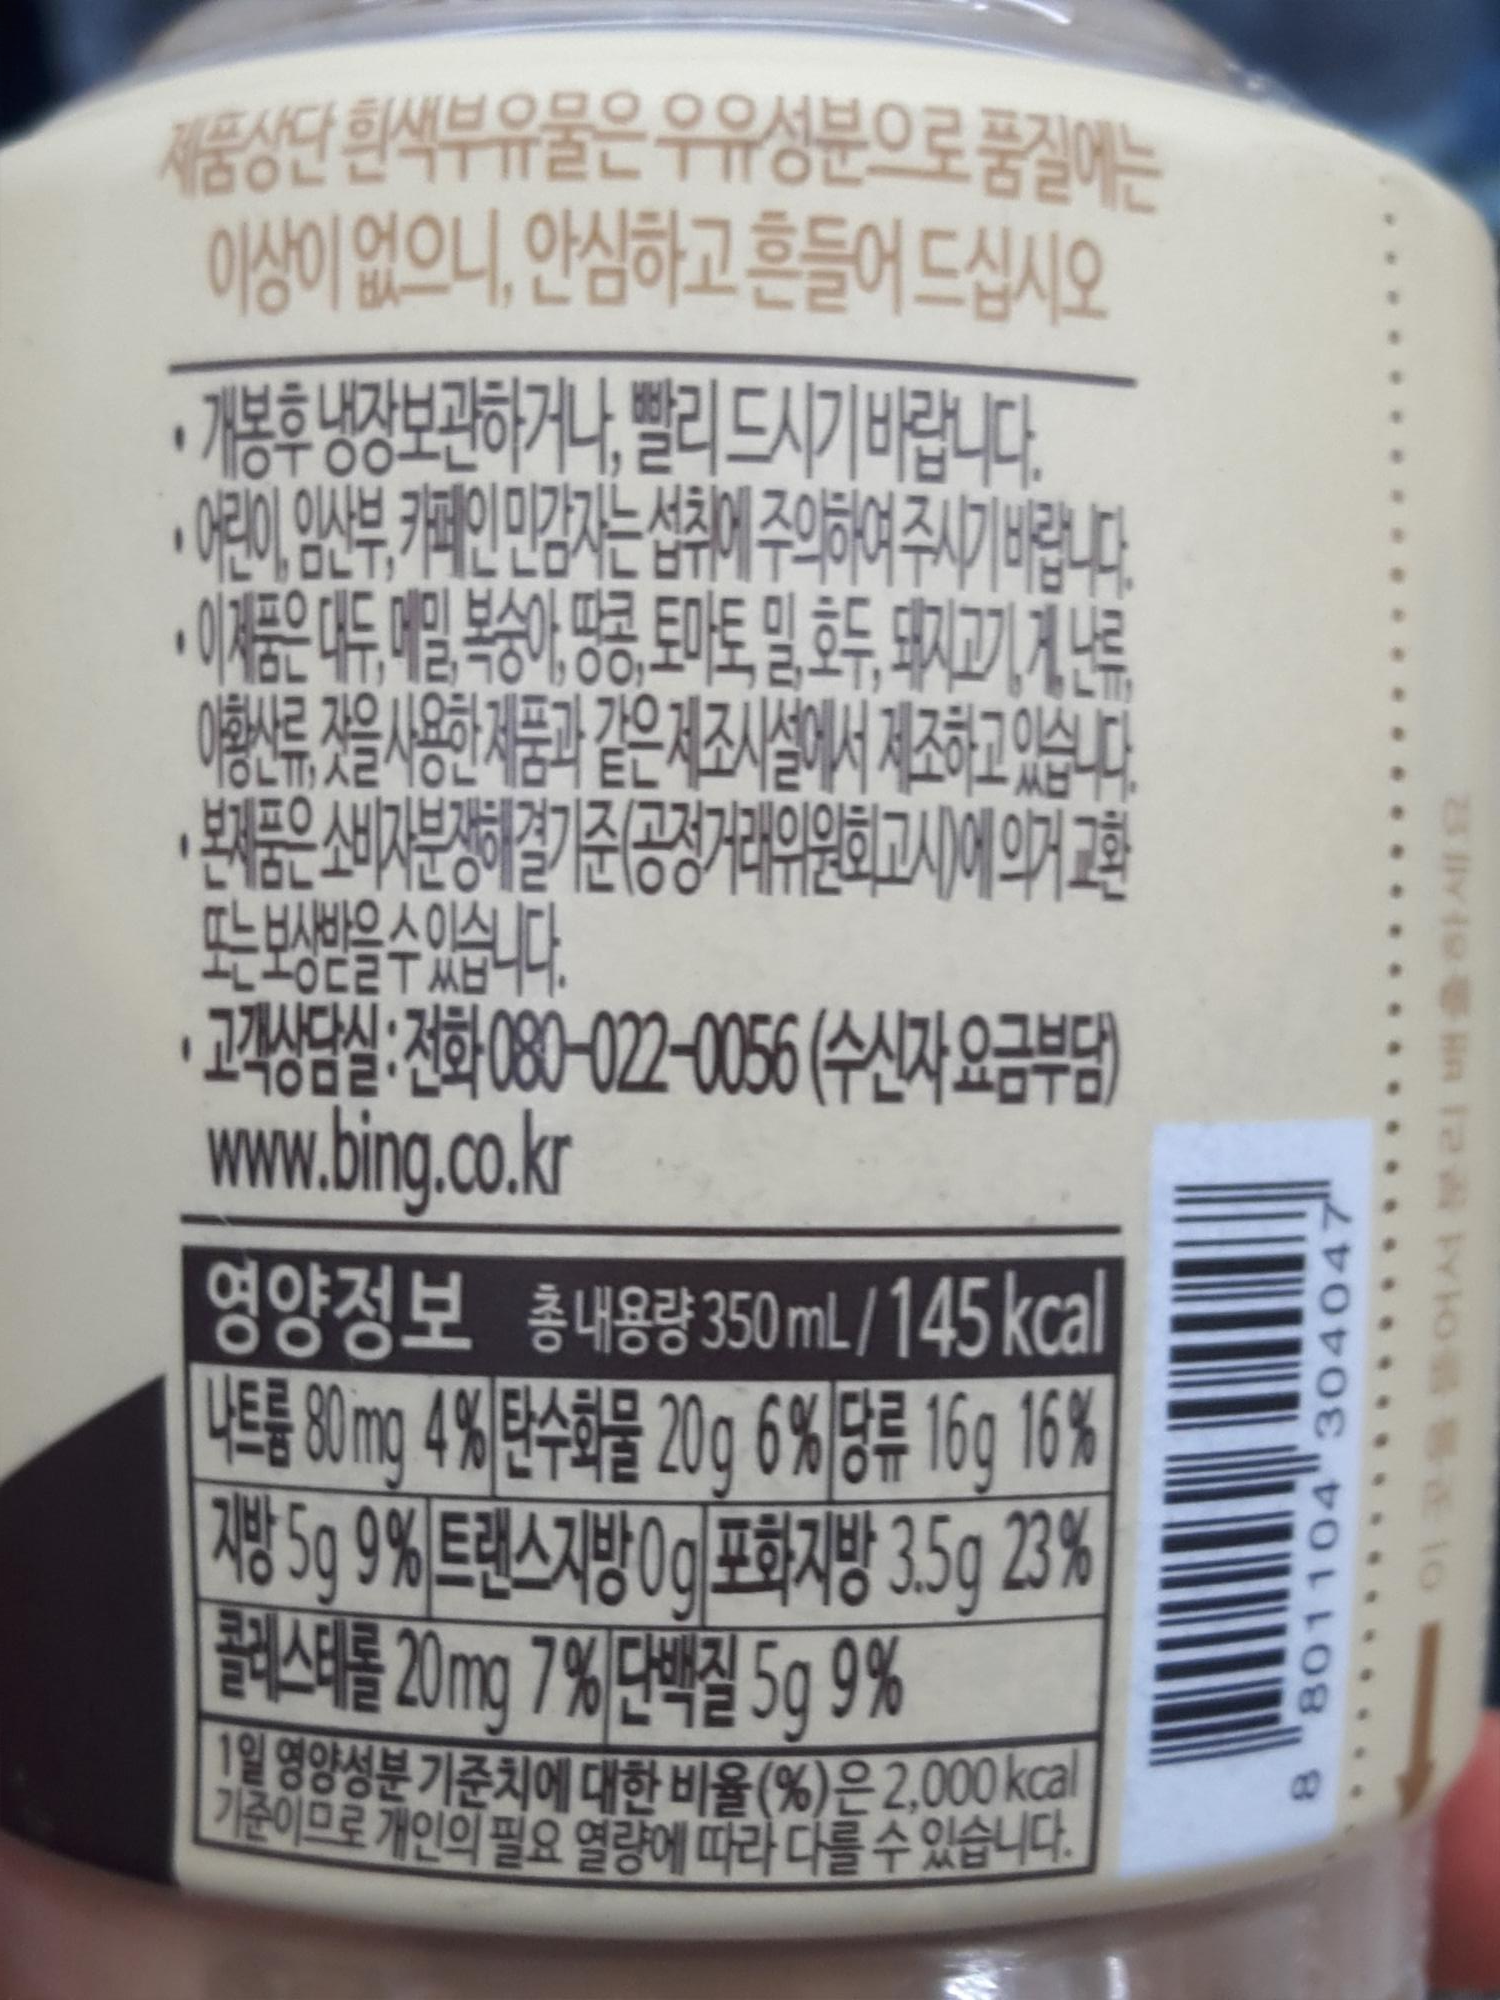 제품상단 흰색부유물은 우유성분으로 품질에는
이상이 없으니, 안심하고 흔들어 드십시오
• 개봉후 냉장보관하거나, 빨리 드시기 바랍니다.
• 어린이, 임산부, 카페인 민감자는 섭취에 주의하여 주시기 바랍니다.
• 이제품은 대두, 메밀, 복숭아, 땅콩, 토마토, 밀, 호두, 돼지고기, 게, 난류,
아황산류, 잣을 사용한 제품과 같은 제조시설에서 제조하고 있습니다.
• 본제품은 소비자분쟁해결기준(공정거래위원회고시)에 의거 교환
또는 보상받을 수 있습니다.
• 고객상담실 : 전화 080-022-0056 (수신자 요금부담)
www.bing.co.kr
영양정보 총 내용량 350 mL / 145 kcal
나트륨 80 mg 4 % 탄수화물 20 g 6 % 당류 16 g 16 %
지방 5 g 9 % 트랜스지방 0 g 포화지방 3.5 g 23 %
콜레스테롤 20 mg 7 % 단백질 5 g 9 %
1일 영양성분 기준치에 대한 비율(%)은 2,000 kcal
기준이므로 개인의 필요 열량에 따라 다를 수 있습니다.
8 801104 304047